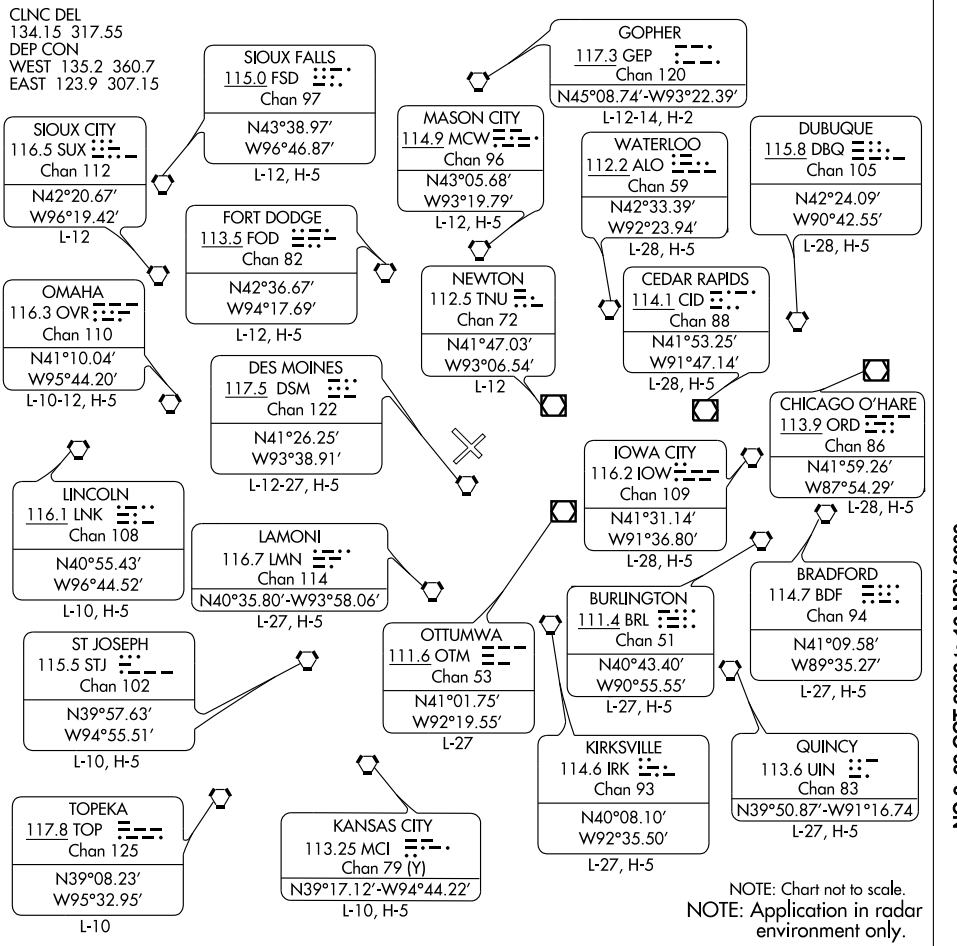 CLNC DEL
134.15 317.55
DEP CON
WEST 135.2 360.7
EAST 123.9 307.15
SIOUX FALLS
115.0 FSD
Chan 97
N43°38.97′
W96°46.87′
L-12, H-5
GOPHER
117.3 GEP
Chan 120
N45°08.74′-W93°22.39′
L-12-14, H-2
SIOUX CITY
116.5 SUX
Chan 112
N42°20.67′
W96°19.42′
L-12
MASON CITY
114.9 MCW
Chan 96
N43°05.68′
W93°19.79′
L-12, H-5
WATERLOO
112.2 ALO
Chan 59
N42°33.39′
W92°23.94′
L-28, H-5
DUBUQUE
115.8 DBQ
Chan 105
N42°24.09′
W90°42.55′
L-28, H-5
FORT DODGE
113.5 FOD
Chan 82
N42°36.67′
W94°17.69′
L-12, H-5
OMAHA
116.3 OVR
Chan 110
N41°10.04′
W95°44.20′
L-10-12, H-5
NEWTON
112.5 TNU
Chan 72
N41°47.03′
W93°06.54′
L-12
CEDAR RAPIDS
114.1 CID
Chan 88
N41°53.25′
W91°47.14′
L-28, H-5
DES MOINES
117.5 DSM
Chan 122
N41°26.25′
W93°38.91′
L-12-27, H-5
CHICAGO O'HARE
113.9 ORD
Chan 86
N41°59.26′
W87°54.29′
L-28, H-5
IOWA CITY
116.2 IOW
Chan 109
N41°31.14′
W91°36.80′
L-28, H-5
LINCOLN
116.1 LNK
Chan 108
N40°55.43′
W96°44.52′
L-10, H-5
LAMONI
116.7 LMN
Chan 114
N40°35.80′-W93°58.06′
L-27, H-5
BRADFORD
114.7 BDF
Chan 94
N41°09.58′
W89°35.27′
L-27, H-5
BURLINGTON
111.4 BRL
Chan 51
N40°43.40′
W90°55.55′
L-27, H-5
OTTUMWA
111.6 OTM
Chan 53
N41°01.75′
W92°19.55′
L-27
ST JOSEPH
115.5 STJ
Chan 102
N39°57.63′
W94°55.51′
L-10, H-5
KIRKSVILLE
114.6 IRK
Chan 93
N40°08.10′
W92°35.50′
L-27, H-5
QUINCY
113.6 UIN
Chan 83
N39°50.87′-W91°16.74
L-27, H-5
TOPEKA
117.8 TOP
Chan 125
N39°08.23′
W95°32.95′
L-10
KANSAS CITY
113.25 MCI
Chan 79 (Y)
N39°17.12′-W94°44.22′
L-10, H-5
NOTE: Chart not to scale.
NOTE: Application in radar
environment only.